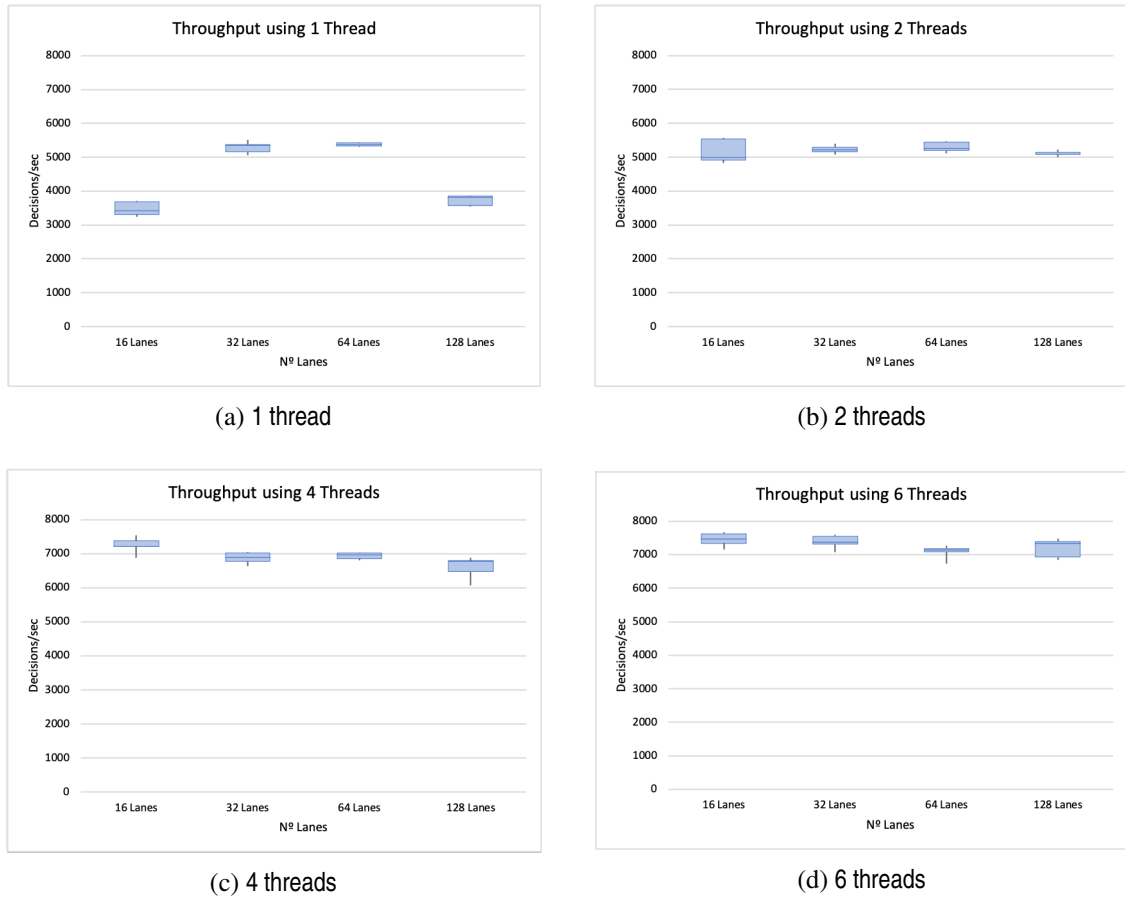 Throughput using 1 Thread
8000
7000
6000
5000
4000
3000
2000
1000
0
Decisions/sec
16 Lanes 32 Lanes 64 Lanes 128 Lanes
Nº Lanes
(a) 1 thread
Throughput using 2 Threads
8000
7000
6000
5000
4000
3000
2000
1000
0
Decisions/sec
16 Lanes 32 Lanes 64 Lanes 128 Lanes
Nº Lanes
(b) 2 threads
Throughput using 4 Threads
8000
7000
6000
5000
4000
3000
2000
1000
0
Decisions/sec
16 Lanes 32 Lanes 64 Lanes 128 Lanes
Nº Lanes
(c) 4 threads
Throughput using 6 Threads
8000
7000
6000
5000
4000
3000
2000
1000
0
Decisions/sec
16 Lanes 32 Lanes 64 Lanes 128 Lanes
Nº Lanes
(d) 6 threads